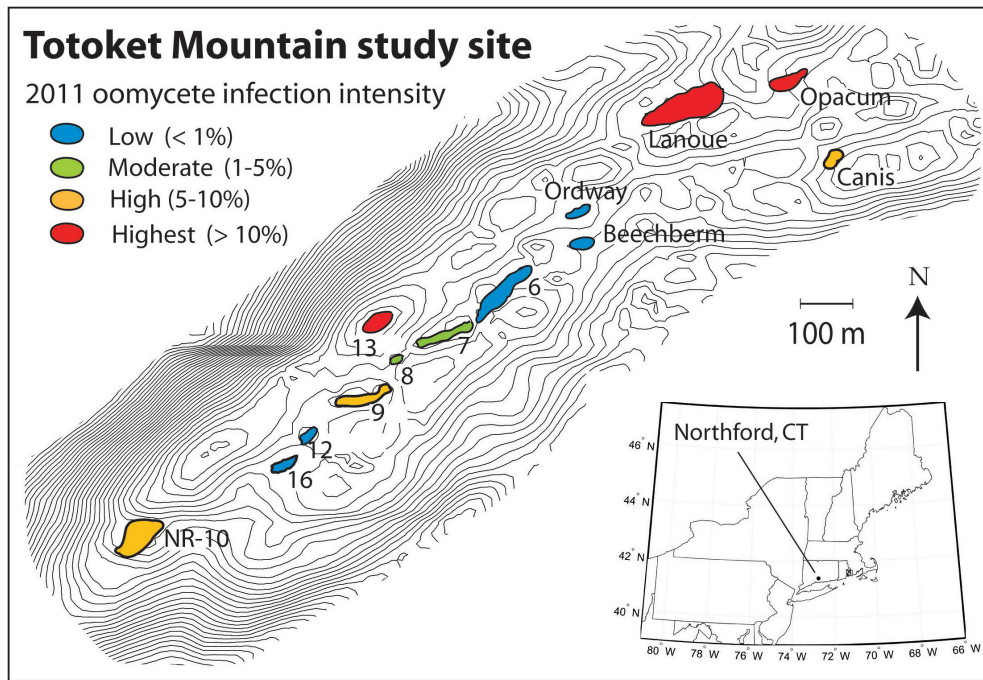 Totoket Mountain study site
2011 oomycete infection intensity
Low (< 1%)
Moderate (1-5%)
High (5-10%)
Highest (> 10%)
Opacum
Lanoue
Canis
Ordway
Beechberm
6
7
13
8
9
12
16
NR-10
100 m
N
Northford, CT
46° N
44° N
42° N
40° N
80° W
78° W
76° W
74° W
72° W
70° W
68° W
66° W